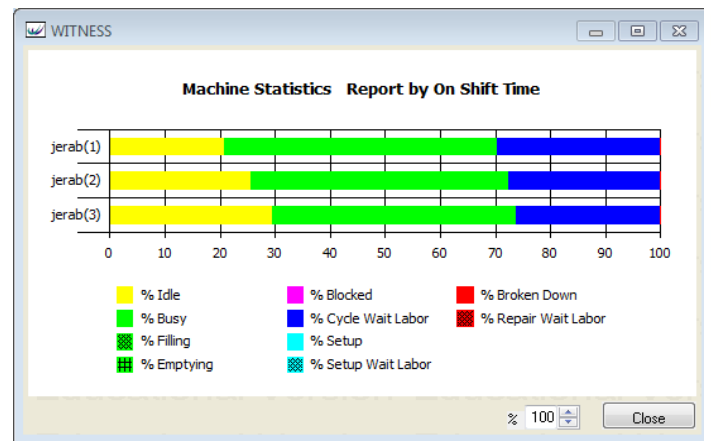 WITNESS
Machine Statistics Report by On Shift Time
jerab(1)
jerab(2)
jerab(3)
0 10 20 30 40 50 60 70 80 90 100
% Idle % Blocked % Broken Down
% Busy % Cycle Wait Labor % Repair Wait Labor
% Filling % Setup
% Emptying % Setup Wait Labor
% 100 Close